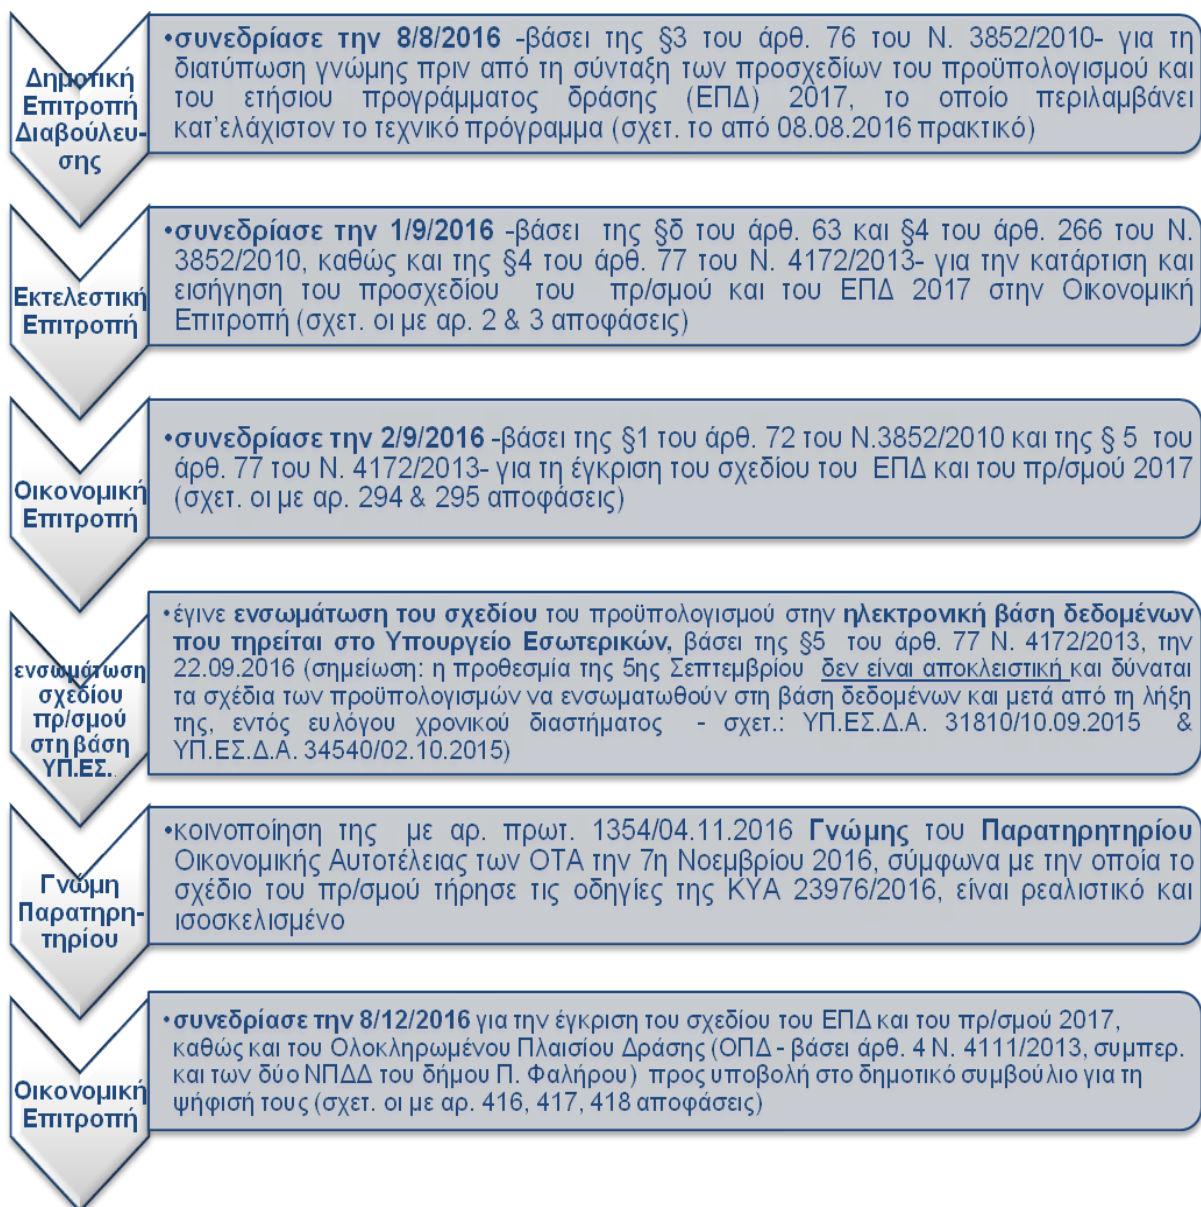 Δημοτική
Επιτροπή
Διαβούλευ-
σης
•συνεδρίασε την 8/8/2016 -βάσει της §3 του άρθ. 76 του Ν. 3852/2010- για τη
διατύπωση γνώμης πριν από τη σύνταξη των προσχεδίων του προϋπολογισμού και
του ετήσιου προγράμματος δράσης (ΕΠΔ) 2017, το οποίο περιλαμβάνει
κατ'ελάχιστον το τεχνικό πρόγραμμα (σχετ. το από 08.08.2016 πρακτικό)
Εκτελεστική
Επιτροπή
•συνεδρίασε την 1/9/2016 -βάσει της §δ του άρθ. 63 και §4 του άρθ. 266 του Ν.
3852/2010, καθώς και της §4 του άρθ. 77 του Ν. 4172/2013- για την κατάρτιση και
εισήγηση του προσχεδίου του πρ/σμού και του ΕΠΔ 2017 στην Οικονομική
Επιτροπή (σχετ. οι με αρ. 2 & 3 αποφάσεις)
Οικονομική
Επιτροπή
•συνεδρίασε την 2/9/2016 -βάσει της §1 του άρθ. 72 του Ν.3852/2010 και της § 5 του
άρθ. 77 του Ν. 4172/2013- για τη έγκριση του σχεδίου του ΕΠΔ και του πρ/σμού 2017
(σχετ. οι με αρ. 294 & 295 αποφάσεις)
ενσωμάτωση
σχεδίου
πρ/σμού
στη βάση
ΥΠ.ΕΣ.
•έγινε ενσωμάτωση του σχεδίου του προϋπολογισμού στην ηλεκτρονική βάση δεδομένων
που τηρείται στο Υπουργείο Εσωτερικών, βάσει της §5 του άρθ. 77 Ν. 4172/2013, την
22.09.2016 (σημείωση: η προθεσμία της 5ης Σεπτεμβρίου δεν είναι αποκλειστική και δύναται
τα σχέδια των προϋπολογισμών να ενσωματωθούν στη βάση δεδομένων και μετά από τη λήξη
της, εντός ευλόγου χρονικού διαστήματος - σχετ.: ΥΠ.ΕΣ.Δ.Α. 31810/10.09.2015 &
ΥΠ.ΕΣ.Δ.Α. 34540/02.10.2015)
Γνώμη
Παρατηρη-
τηρίου
•κοινοποίηση της με αρ. πρωτ. 1354/04.11.2016 Γνώμης του Παρατηρητηρίου
Οικονομικής Αυτοτέλειας των ΟΤΑ την 7η Νοεμβρίου 2016, σύμφωνα με την οποία το
σχέδιο του πρ/σμού τήρησε τις οδηγίες της ΚΥΑ 23976/2016, είναι ρεαλιστικό και
ισοσκελισμένο
Οικονομική
Επιτροπή
•συνεδρίασε την 8/12/2016 για την έγκριση του σχεδίου του ΕΠΔ και του πρ/σμού 2017,
καθώς και του Ολοκληρωμένου Πλαισίου Δράσης (ΟΠΔ - βάσει άρθ. 4 Ν. 4111/2013, συμπερ.
και των δύο ΝΠΔΔ του δήμου Π. Φαλήρου) προς υποβολή στο δημοτικό συμβούλιο για τη
ψήφισή τους (σχετ. οι με αρ. 416, 417, 418 αποφάσεις)